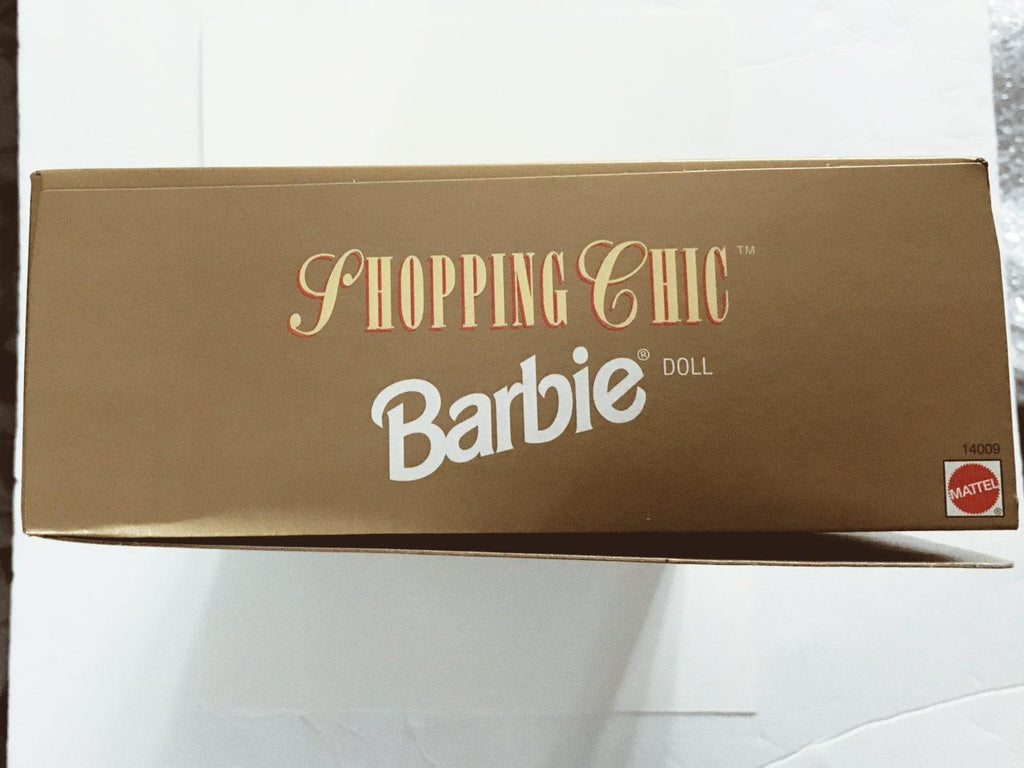 SHOPPING CHIC™
Barbie® DOLL
14009
MATTEL®